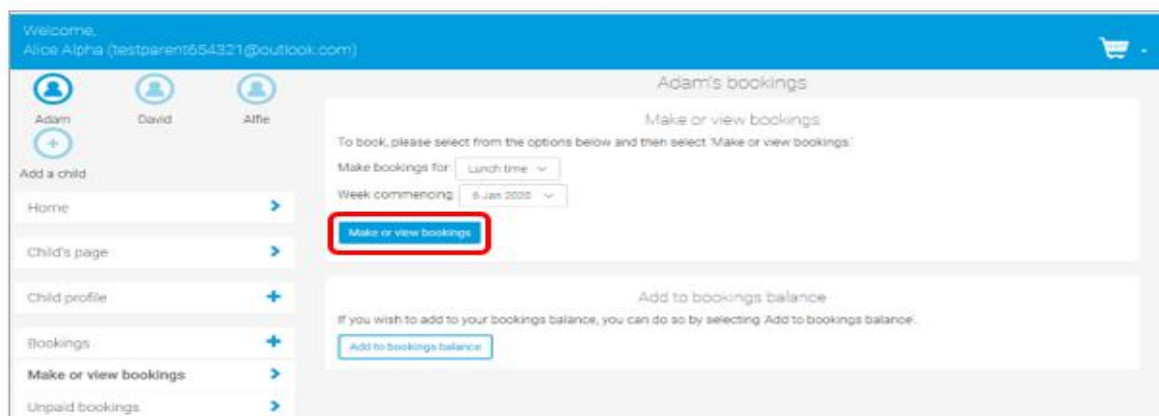 Welcome,
Alice Alpha (testparent654321@outlook.com)
Adam
David
Alfie
Add a child
Home
Child's page
Child profile
Bookings
Make or view bookings
Unpaid bookings
Adam's bookings
Make or view bookings
To book, please select from the options below and then select 'Make or view bookings.'
Make bookings for: Lunch time
Week commencing: 6 Jan 2020
Make or view bookings
Add to bookings balance
If you wish to add to your bookings balance, you can do so by selecting 'Add to bookings balance'.
Add to bookings balance